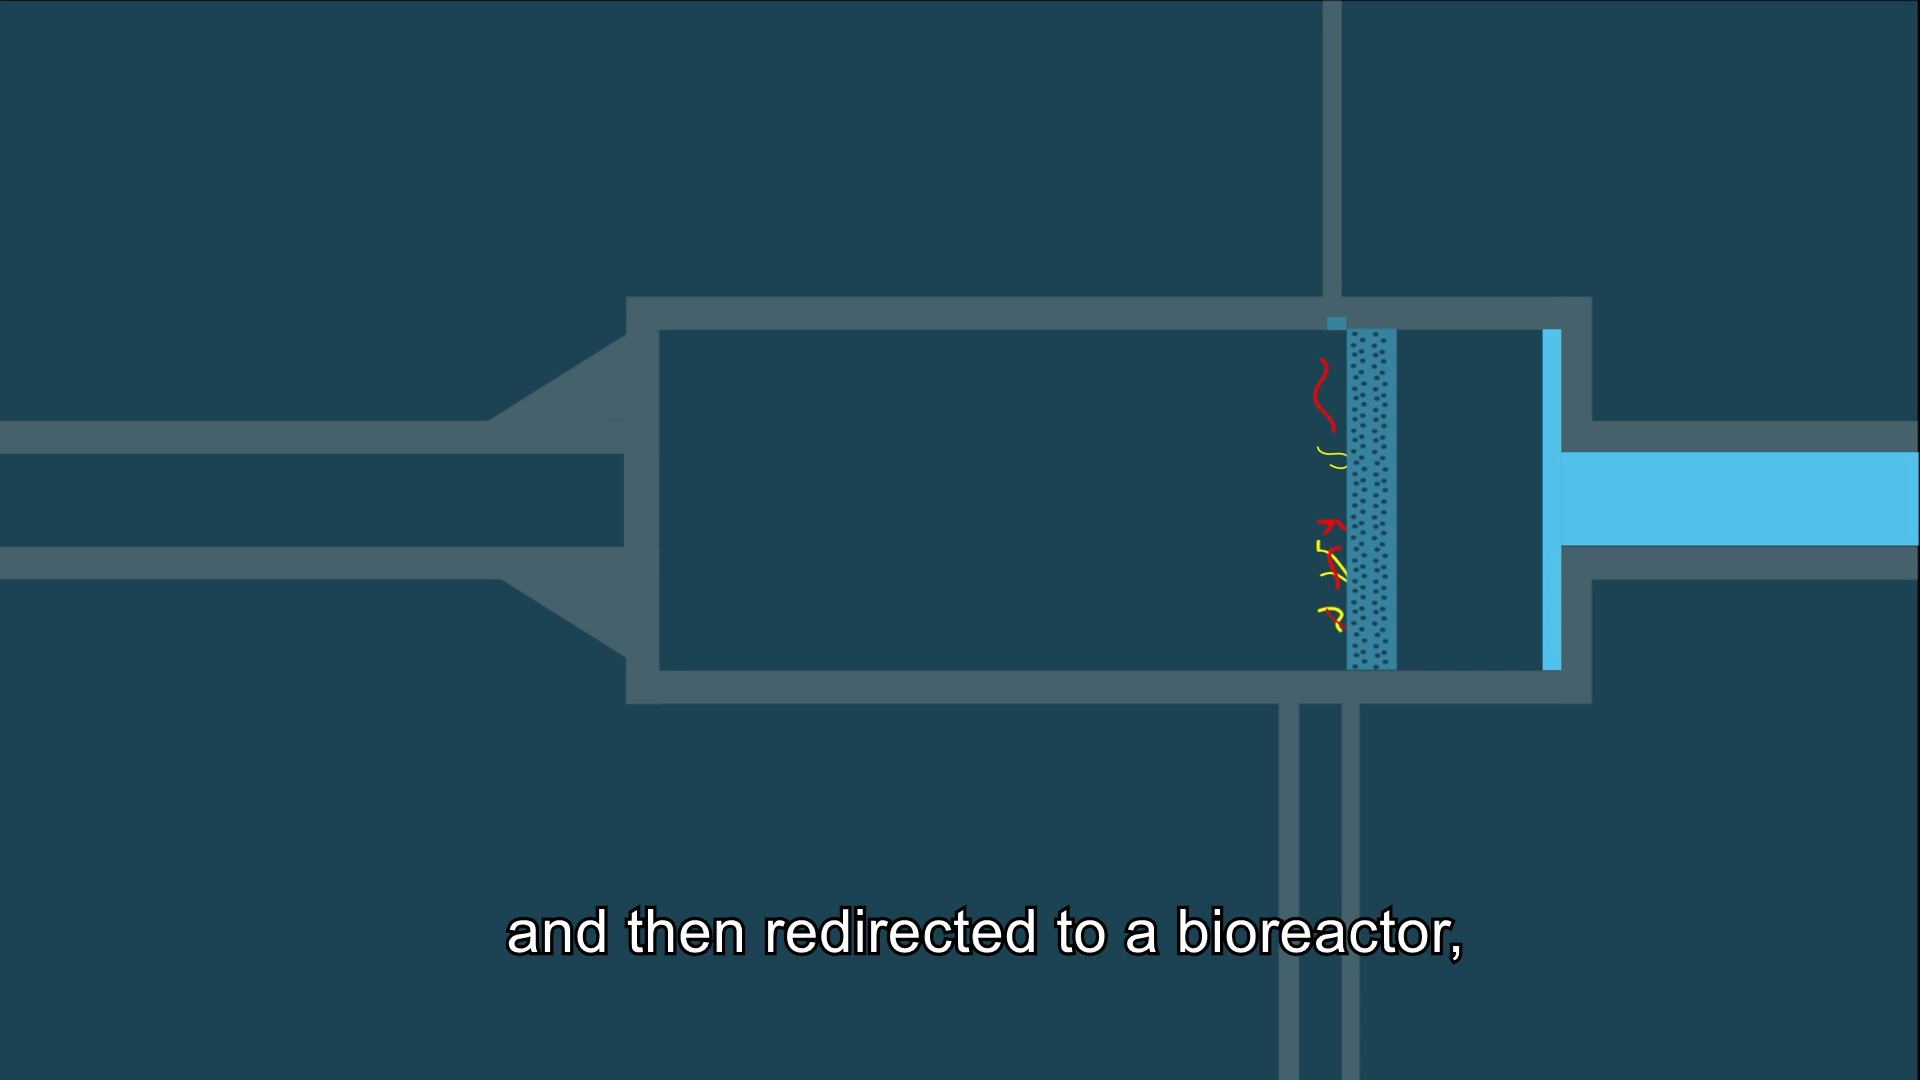 and then redirected to a bioreactor,